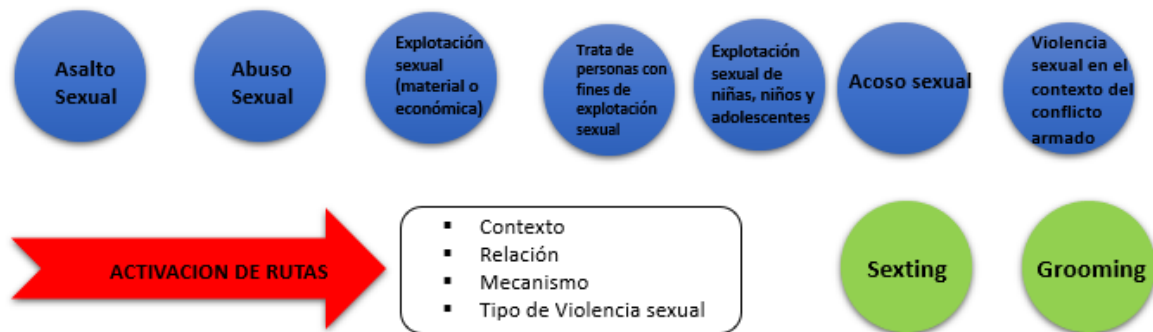 Asalto
Sexual
Abuso
Sexual
Explotación
sexual
(material o
económica)
Trata de
personas con
fines de
explotación
sexual
Explotación
sexual de
niñas, niños y
adolescentes
Acoso sexual
Violencia
sexual en el
contexto del
conflicto
armado
ACTIVACION DE RUTAS
▪ Contexto
▪ Relación
▪ Mecanismo
▪ Tipo de Violencia sexual
Sexting
Grooming